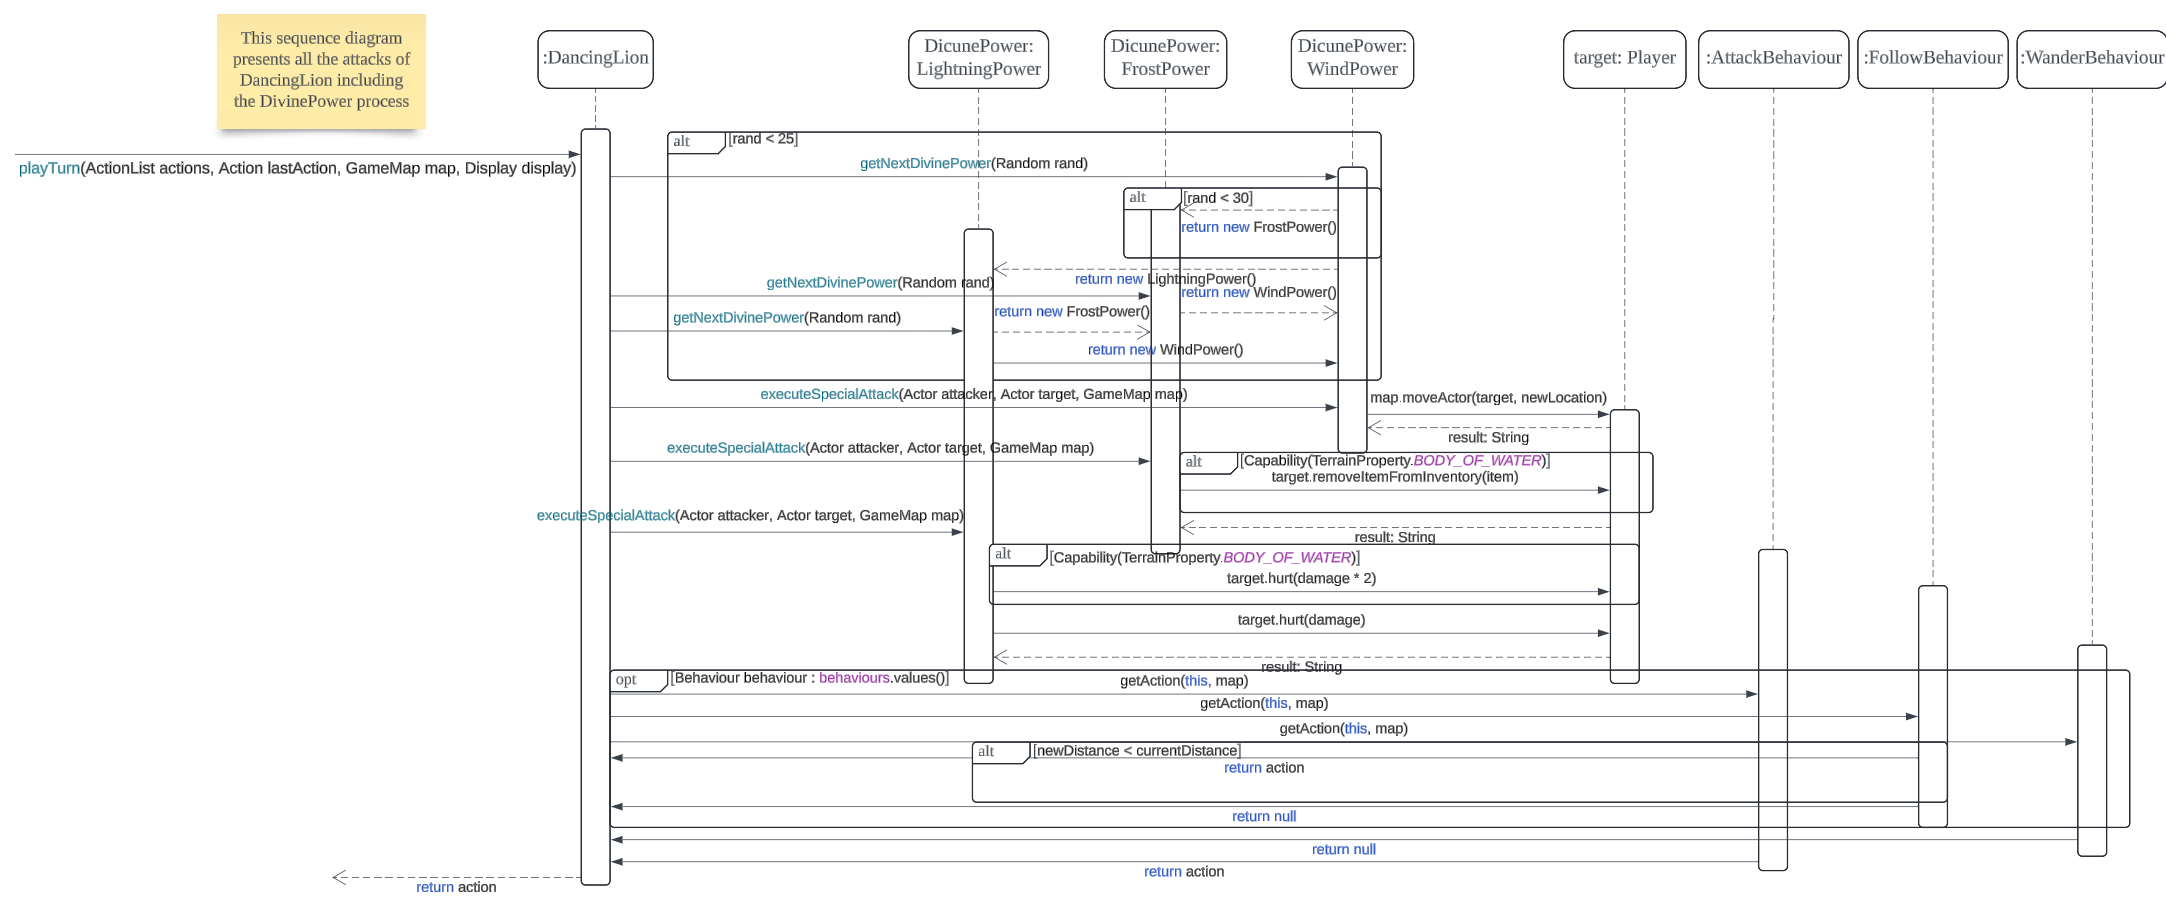 This sequence diagram
presents all the attacks of
DancingLion including
the DivinePower process
:DancingLion
DicunePower:
LightningPower
DicunePower:
FrostPower
DicunePower:
WindPower
target: Player
:AttackBehaviour
:FollowBehaviour
:WanderBehaviour
alt
[rand < 25]
playTurn(ActionList actions, Action lastAction, GameMap map, Display display)
getNextDivinePower(Random rand)
alt
[rand < 30]
return new FrostPower()
return new LightningPower()
getNextDivinePower(Random rand)
return new WindPower()
return new FrostPower()
getNextDivinePower(Random rand)
return new WindPower()
executeSpecialAttack(Actor attacker, Actor target, GameMap map)
map.moveActor(target, newLocation)
result: String
executeSpecialAttack(Actor attacker, Actor target, GameMap map)
alt
[Capability(TerrainProperty.BODY_OF_WATER)]
target.removeItemFromInventory(item)
executeSpecialAttack(Actor attacker, Actor target, GameMap map)
result: String
alt
[Capability(TerrainProperty.BODY_OF_WATER)]
target.hurt(damage * 2)
target.hurt(damage)
result: String
opt
[Behaviour behaviour : behaviours.values()]
getAction(this, map)
getAction(this, map)
getAction(this, map)
alt
[newDistance < currentDistance]
return action
return null
return null
return action
return action